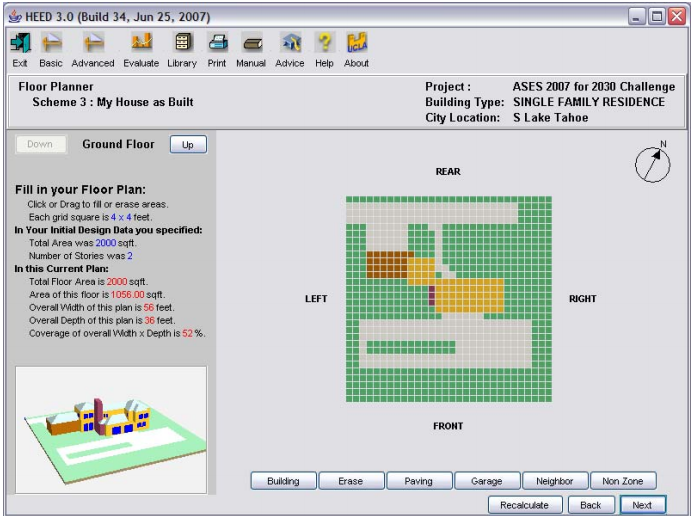 HEED 3.0 (Build 34, Jun 25, 2007)
Exit Basic Advanced Evaluate Library Print Manual Advice Help About
UCLA
Floor Planner
Scheme 3 : My House as Built
Project : ASES 2007 for 2030 Challenge
Building Type: SINGLE FAMILY RESIDENCE
City Location: S Lake Tahoe
Down Ground Floor Up
Fill in your Floor Plan:
Click or Drag to fill or erase areas.
Each grid square is 4 x 4 feet.
In Your Initial Design Data you specified:
Total Area was 2000 sqft.
Number of Stories was 2
In this Current Plan:
Total Floor Area is 2000 sqft.
Area of this floor is 1056.00 sqft.
Overall Width of this plan is 56 feet.
Overall Depth of this plan is 36 feet.
Coverage of overall Width x Depth is 52 %.
N
REAR
LEFT
RIGHT
FRONT
Building Erase Paving Garage Neighbor Non Zone
Recalculate Back Next